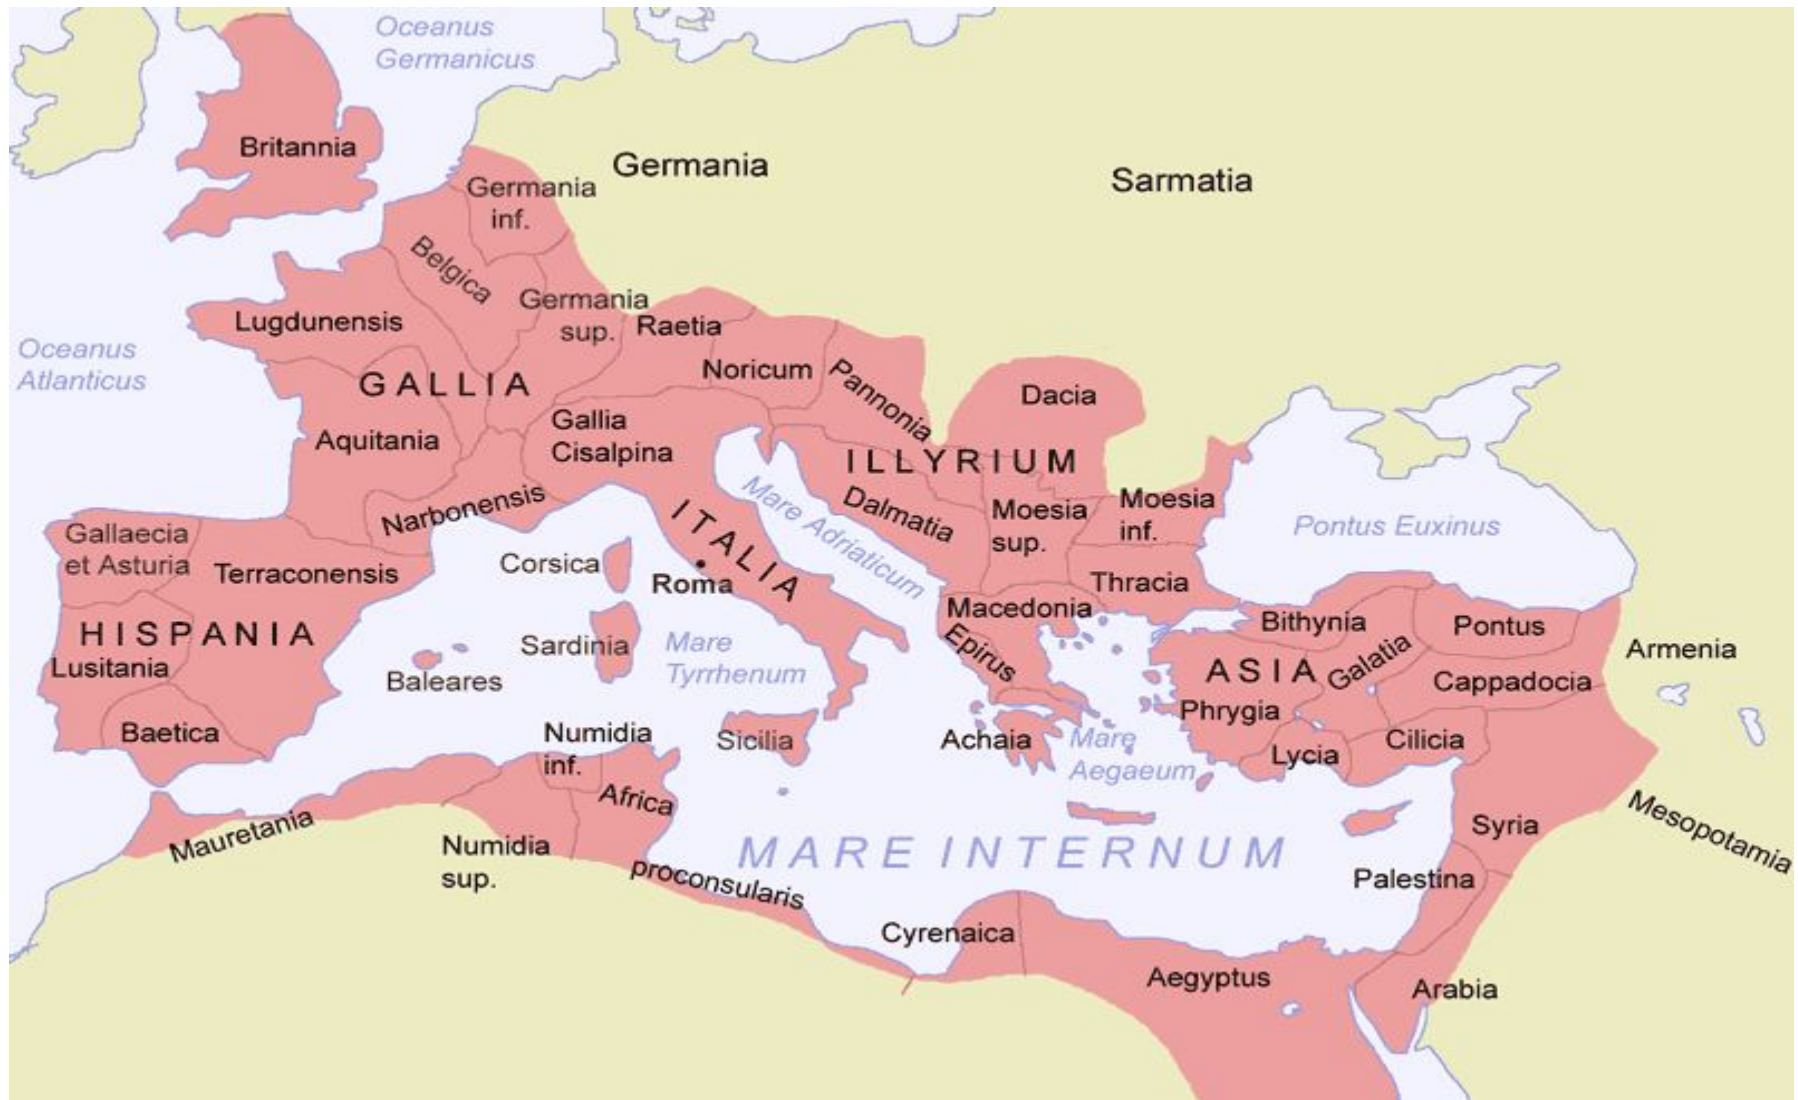 Oceanus
Germanicus
Britannia
Germania
Sarmatia
Germania
inf.
Belgica
Germania
sup.
Lugdunensis
Raetia
Oceanus
Atlanticus
GALLIA
Noricum
Pannonia
Dacia
Gallia
Cisalpina
Aquitania
ILLYRIUM
Narbonensis
Mare Adriaticum
Dalmatia
Moesia
sup.
Moesia
inf.
Pontus Euxinus
Gallaecia
et Asturia
Terraconensis
Corsica
Roma
ITALIA
Thracia
Macedonia
Bithynia
Pontus
HISPANIA
Lusitania
Sardinia
Mare
Tyrrhenum
Epirus
ASIA
Galatia
Armenia
Baleares
Cappadocia
Phrygia
Baetica
Numidia
inf.
Sicilia
Achaia
Mare
Aegaeum
Lycia
Cilicia
Africa
Mauretania
Numidia
sup.
proconsularis
MARE INTERNUM
Syria
Mesopotamia
Palestina
Cyrenaica
Aegyptus
Arabia